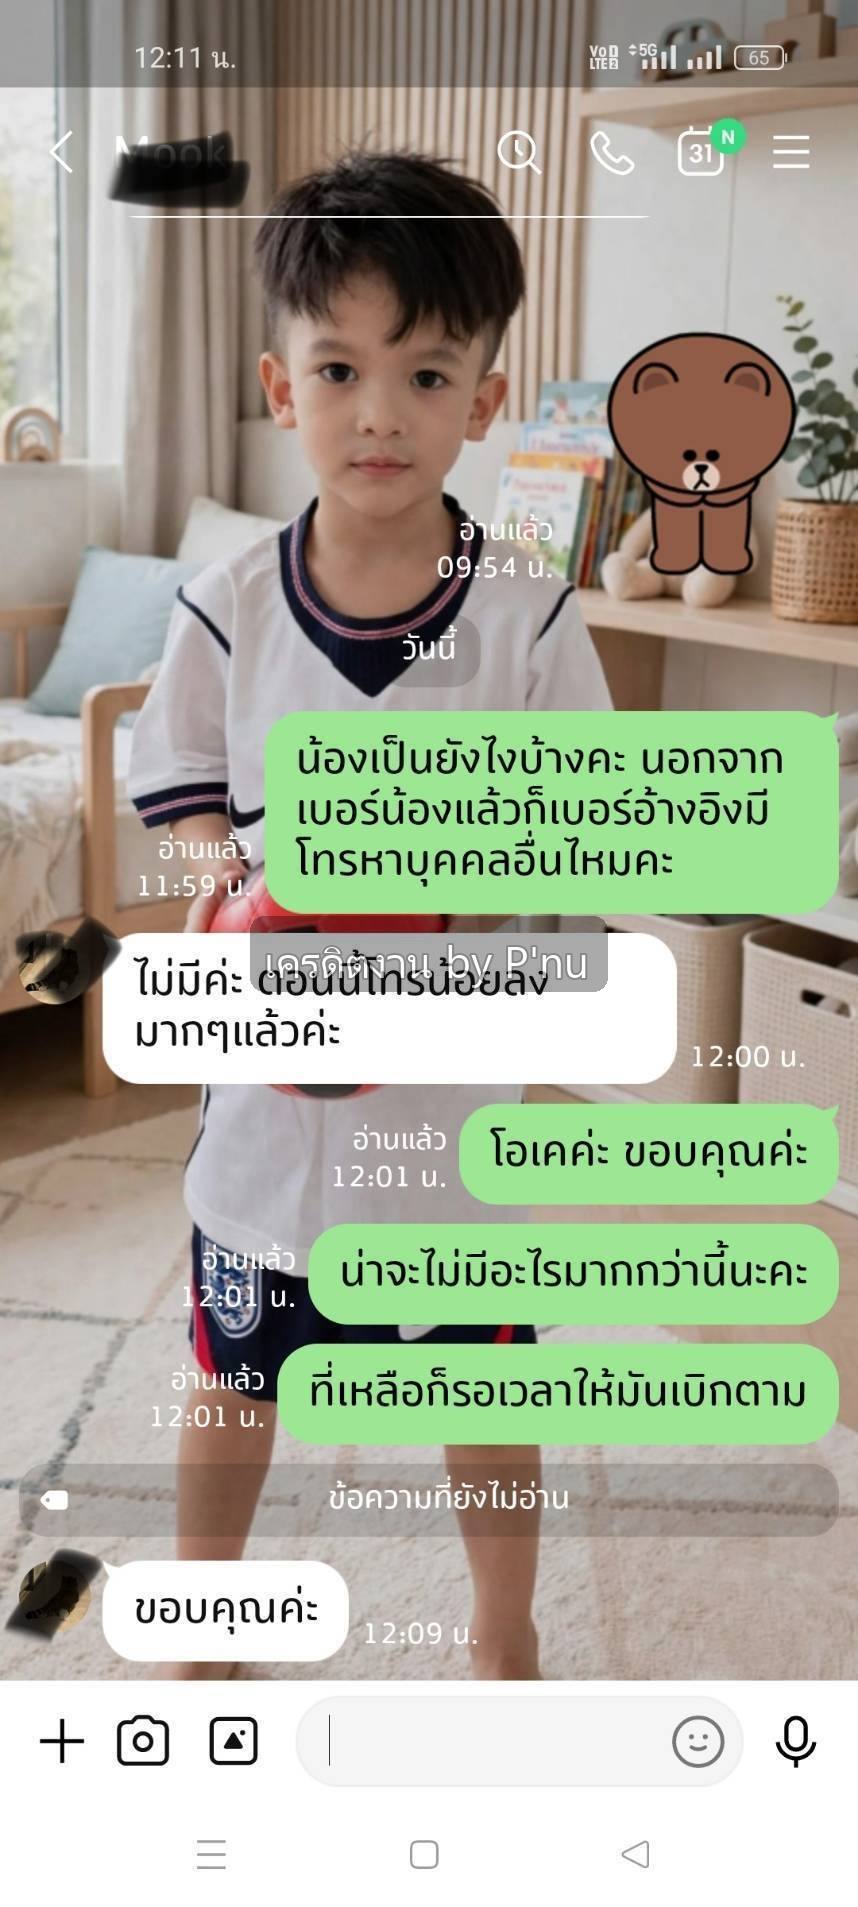 12:11 น.
VoD LTE2 5G 65
31 N
อ่านแล้ว
09:54 น.
วันนี้
น้องเป็นยังไงบ้างคะ นอกจาก
เบอร์น้องแล้วก็เบอร์อ้างอิงมี
โทรหาบุคคลอื่นไหมคะ
อ่านแล้ว
11:59 น.
เครดิตงาน by P'nu
ไม่มีค่ะ ตอนนี้โทรน้อยลง
มากๆแล้วค่ะ
12:00 น.
โอเคค่ะ ขอบคุณค่ะ
อ่านแล้ว
12:01 น.
น่าจะไม่มีอะไรมากกว่านี้นะคะ
อ่านแล้ว
12:01 น.
ที่เหลือก็รอเวลาให้มันเบิกตาม
อ่านแล้ว
12:01 น.
ข้อความที่ยังไม่อ่าน
ขอบคุณค่ะ
12:09 น.